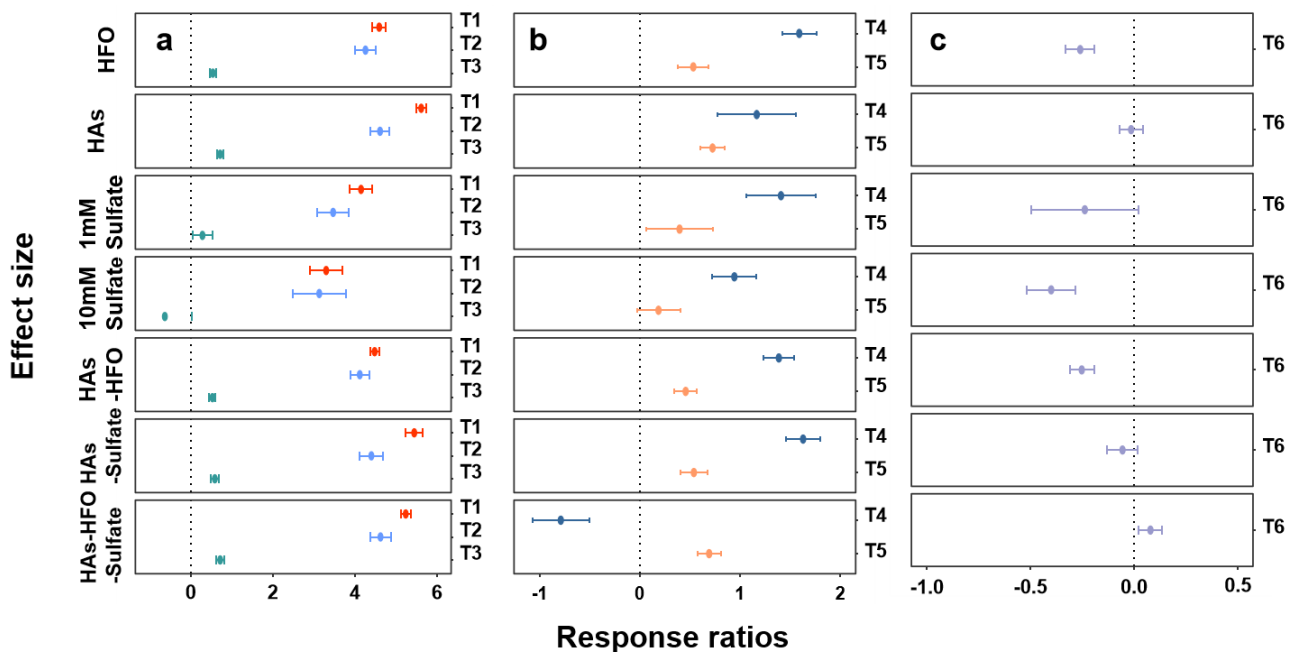 a
b
c
Effect size
HFO
T1
T2
T3
T4
T5
T6
HAs
T1
T2
T3
T4
T5
T6
1mM
Sulfate
T1
T2
T3
T4
T5
T6
10mM
Sulfate
T1
T2
T3
T4
T5
T6
HAs
-HFO
T1
T2
T3
T4
T5
T6
HAs
-Sulfate
T1
T2
T3
T4
T5
T6
HAs-HFO
-Sulfate
T1
T2
T3
T4
T5
T6
0 2 4 6
-1 0 1 2
-1.0 -0.5 0.0 0.5
Response ratios